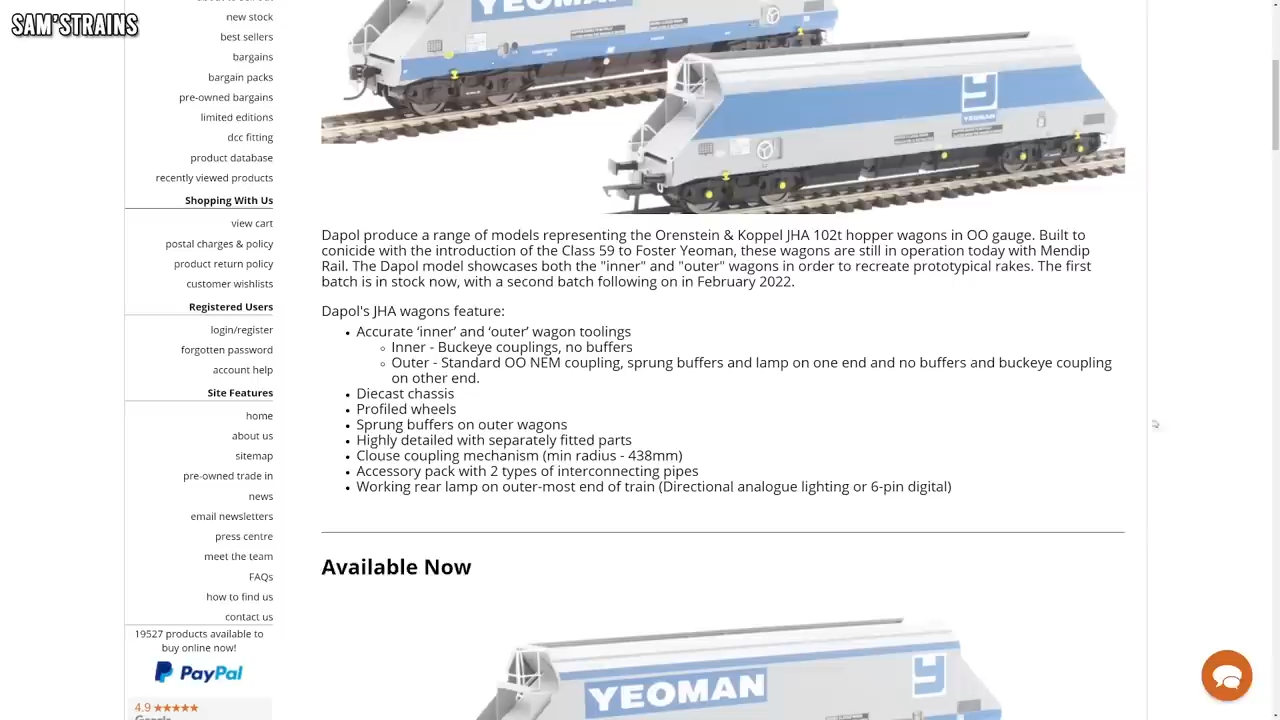 SAM'STRAINS
new stock
best sellers
bargains
bargain packs
pre-owned bargains
limited editions
dcc fitting
product database
recently viewed products
Shopping With Us
view cart
postal charges & policy
product return policy
customer wishlists
Registered Users
login/register
forgotten password
account help
Site Features
home
about us
sitemap
pre-owned trade in
news
email newsletters
press centre
meet the team
FAQs
how to find us
contact us
19527 products available to
buy online now!
PayPal
4.9 ★★★★★
YEOMAN
Dapol produce a range of models representing the Orenstein & Koppel JHA 102t hopper wagons in OO gauge. Built to
conicide with the introduction of the Class 59 to Foster Yeoman, these wagons are still in operation today with Mendip
Rail. The Dapol model showcases both the "inner" and "outer" wagons in order to recreate prototypical rakes. The first
batch is in stock now, with a second batch following on in February 2022.
Dapol's JHA wagons feature:
• Accurate ‘inner’ and ‘outer’ wagon toolings
◦ Inner - Buckeye couplings, no buffers
◦ Outer - Standard OO NEM coupling, sprung buffers and lamp on one end and no buffers and buckeye coupling
on other end.
• Diecast chassis
• Profiled wheels
• Sprung buffers on outer wagons
• Highly detailed with separately fitted parts
• Clouse coupling mechanism (min radius - 438mm)
• Accessory pack with 2 types of interconnecting pipes
• Working rear lamp on outer-most end of train (Directional analogue lighting or 6-pin digital)
Available Now
YEOMAN